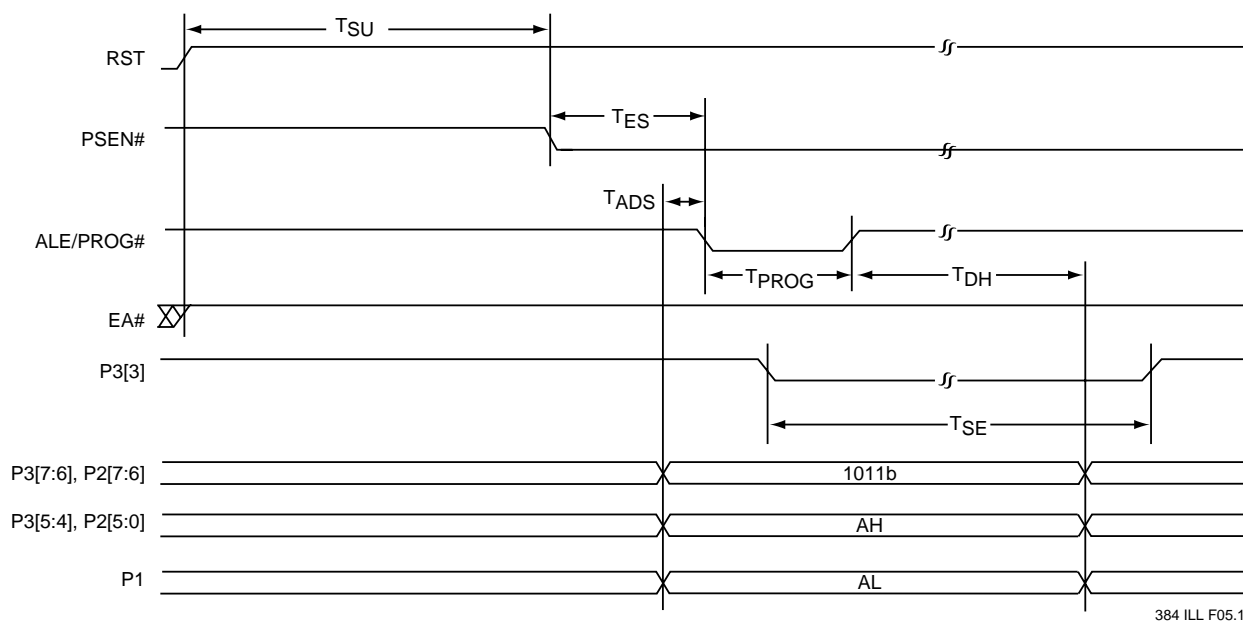 TSU
RST
TES
PSEN#
TADS
ALE/PROG#
TPROG
TDH
EA#
P3[3]
TSE
P3[7:6], P2[7:6]
1011b
P3[5:4], P2[5:0]
AH
P1
AL
384 ILL F05.1